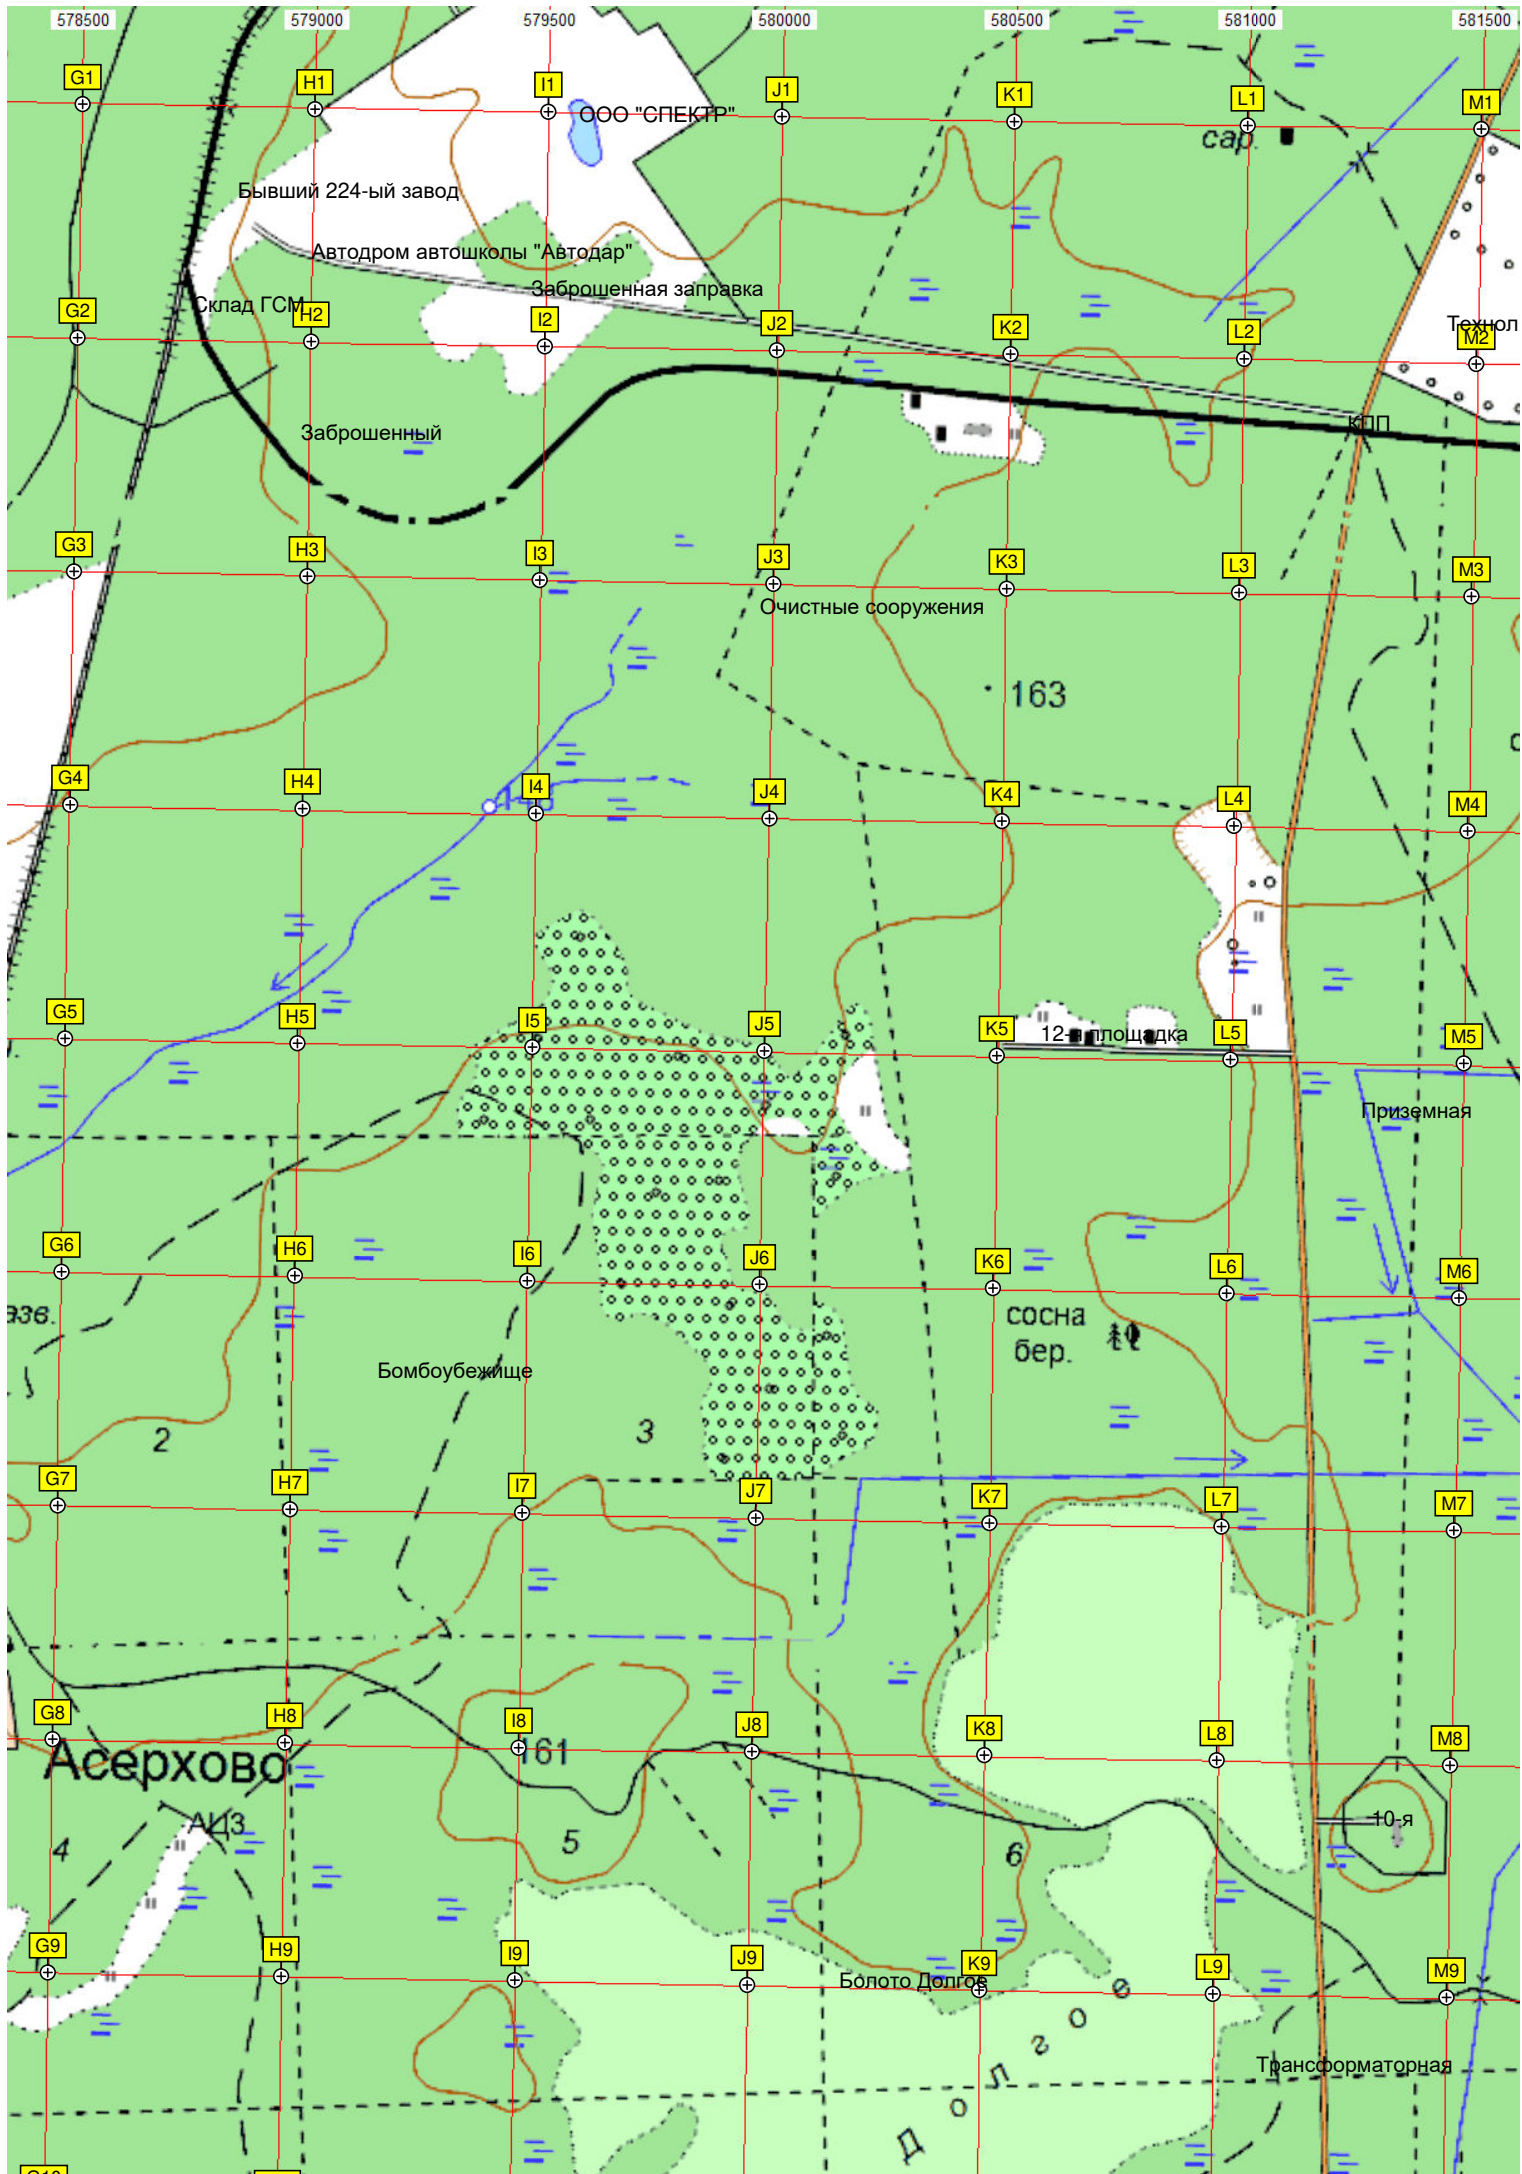 578500 579000 579500 580000 580500 581000 581500
G1 H1 I1 J1 K1 L1 M1
ООО "СПЕКТР"
сар.
Бывший 224-ый завод
Автодром автошколы "Автодар"
Заброшенная заправка
Склад ГСМ
G2 H2 I2 J2 K2 L2 M2
Технол
КПП
Заброшенный
G3 H3 I3 J3 K3 L3 M3
Очистные сооружения
163
G4 H4 I4 J4 K4 L4 M4
G5 H5 I5 J5 K5 L5 M5
12-я площадка
Приземная
G6 H6 I6 J6 K6 L6 M6
азв.
сосна
бер.
Бомбоубежище
2 3
G7 H7 I7 J7 K7 L7 M7
G8 H8 I8 J8 K8 L8 M8
Асерхово
161
АЦЗ
10-я
4 5 6
G9 H9 I9 J9 K9 L9 M9
Болото Долгое
Долгое
Трансформаторная
G10